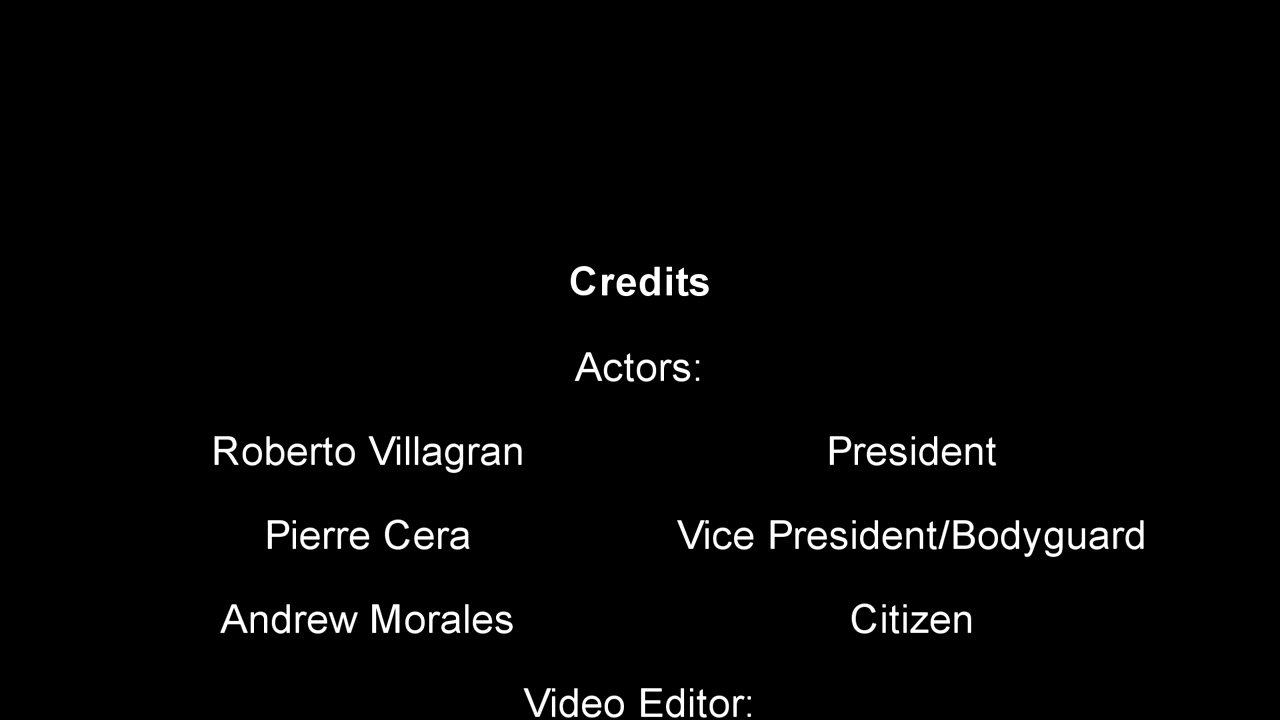 Credits
Actors:
Roberto Villagran President
Pierre Cera Vice President/Bodyguard
Andrew Morales Citizen
Video Editor: